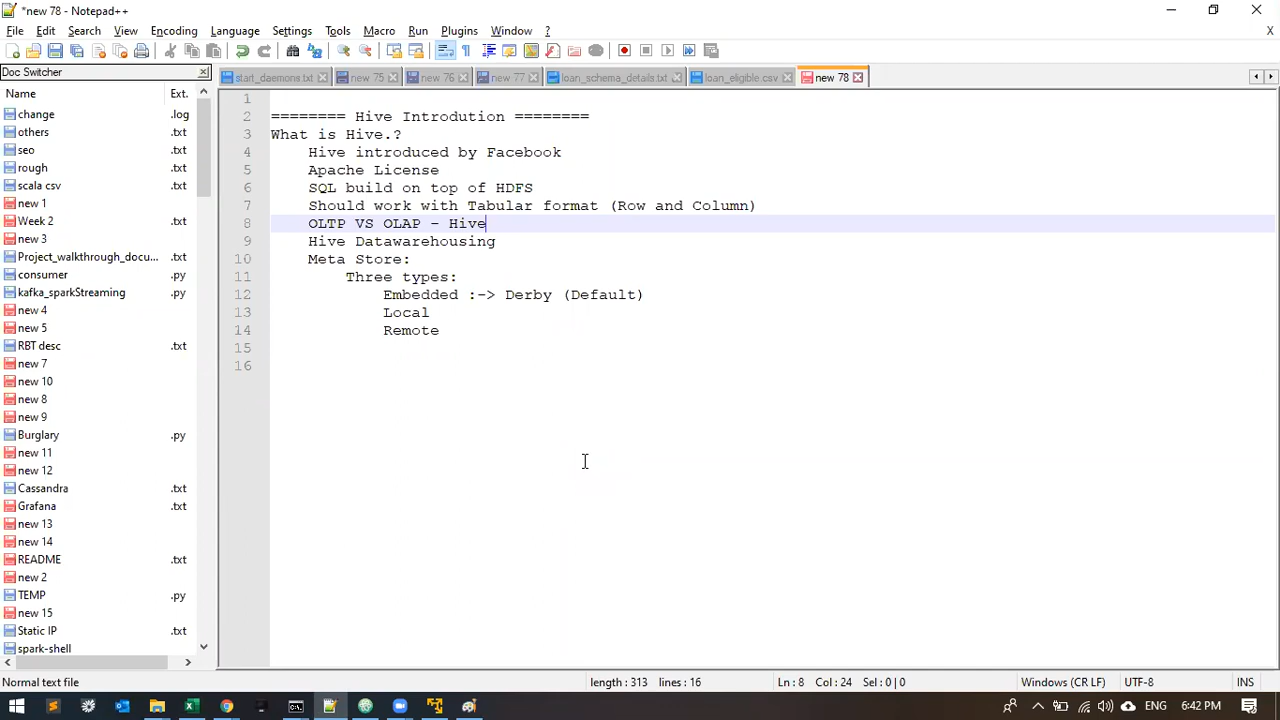 *new 78 - Notepad++
File Edit Search View Encoding Language Settings Tools Macro Run Plugins Window ? X
Doc Switcher
start_daemons.txt new 75 new 76 new 77 loan_schema_details.txt loan_eligible.csv new 78
Name Ext.
change .log
others .txt
seo .txt
rough .txt
scala csv .txt
new 1
Week 2 .txt
new 3
Project_walkthrough_docu... .txt
consumer .py
kafka_sparkStreaming .py
new 4
new 5
RBT desc .txt
new 7
new 10
new 8
new 9
Burglary .py
new 11
new 12
Cassandra .txt
Grafana .txt
new 13
new 14
README .txt
new 2
TEMP .py
new 15
Static IP .txt
spark-shell
1
2 ======== Hive Introdution ========
3 What is Hive.?
4 Hive introduced by Facebook
5 Apache License
6 SQL build on top of HDFS
7 Should work with Tabular format (Row and Column)
8 OLTP VS OLAP - Hive
9 Hive Datawarehousing
10 Meta Store:
11 Three types:
12 Embedded :-> Derby (Default)
13 Local
14 Remote
15
16
Normal text file length : 313 lines : 16 Ln : 8 Col : 24 Sel : 0 | 0 Windows (CR LF) UTF-8 INS
ENG 6:42 PM